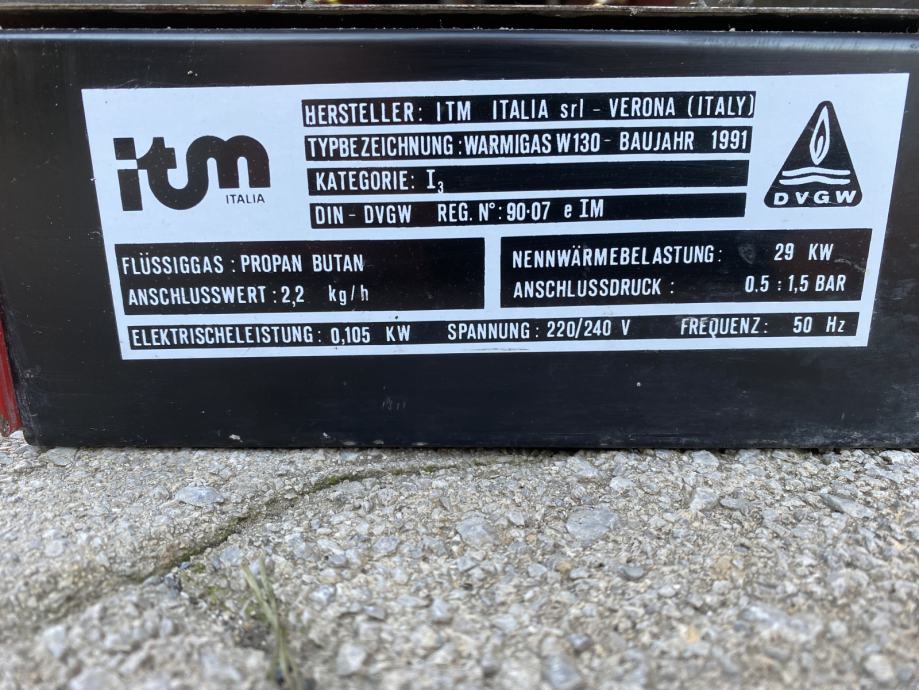 itm
ITALIA
HERSTELLER: ITM ITALIA srl - VERONA (ITALY)
TYPBEZEICHNUNG: WARMIGAS W130 - BAUJAHR 1991
KATEGORIE: I₃
DIN - DVGW REG. N°: 90·07 e IM
DVGW
FLÜSSIGGAS : PROPAN BUTAN
ANSCHLUSSWERT : 2,2 kg/h
NENNWÄRMEBELASTUNG : 29 KW
ANSCHLUSSDRUCK : 0.5 : 1,5 BAR
ELEKTRISCHELEISTUNG: 0,105 KW SPANNUNG : 220/240 V FREQUENZ : 50 Hz